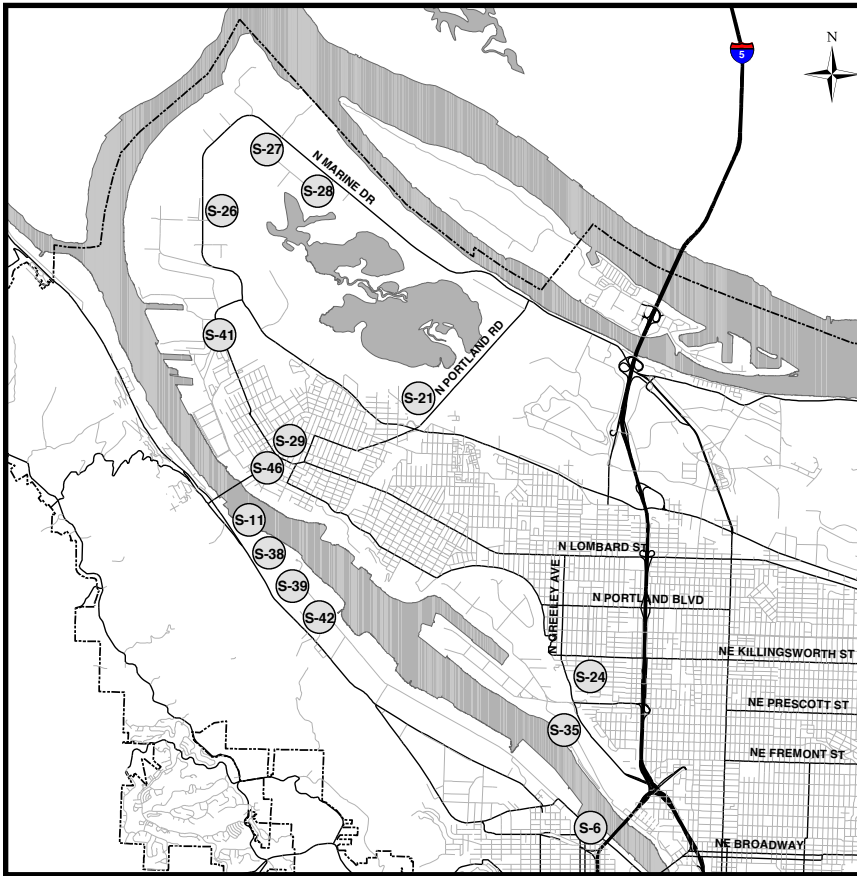 N
5
S-27
N MARINE DR
S-28
S-26
S-41
N PORTLAND RD
S-21
S-29
S-46
S-11
N LOMBARD ST
S-38
S-39
N GREELEY AVE
N PORTLAND BLVD
S-42
NE KILLINGSWORTH ST
S-24
NE PRESCOTT ST
S-35
NE FREMONT ST
S-6
NE BROADWAY